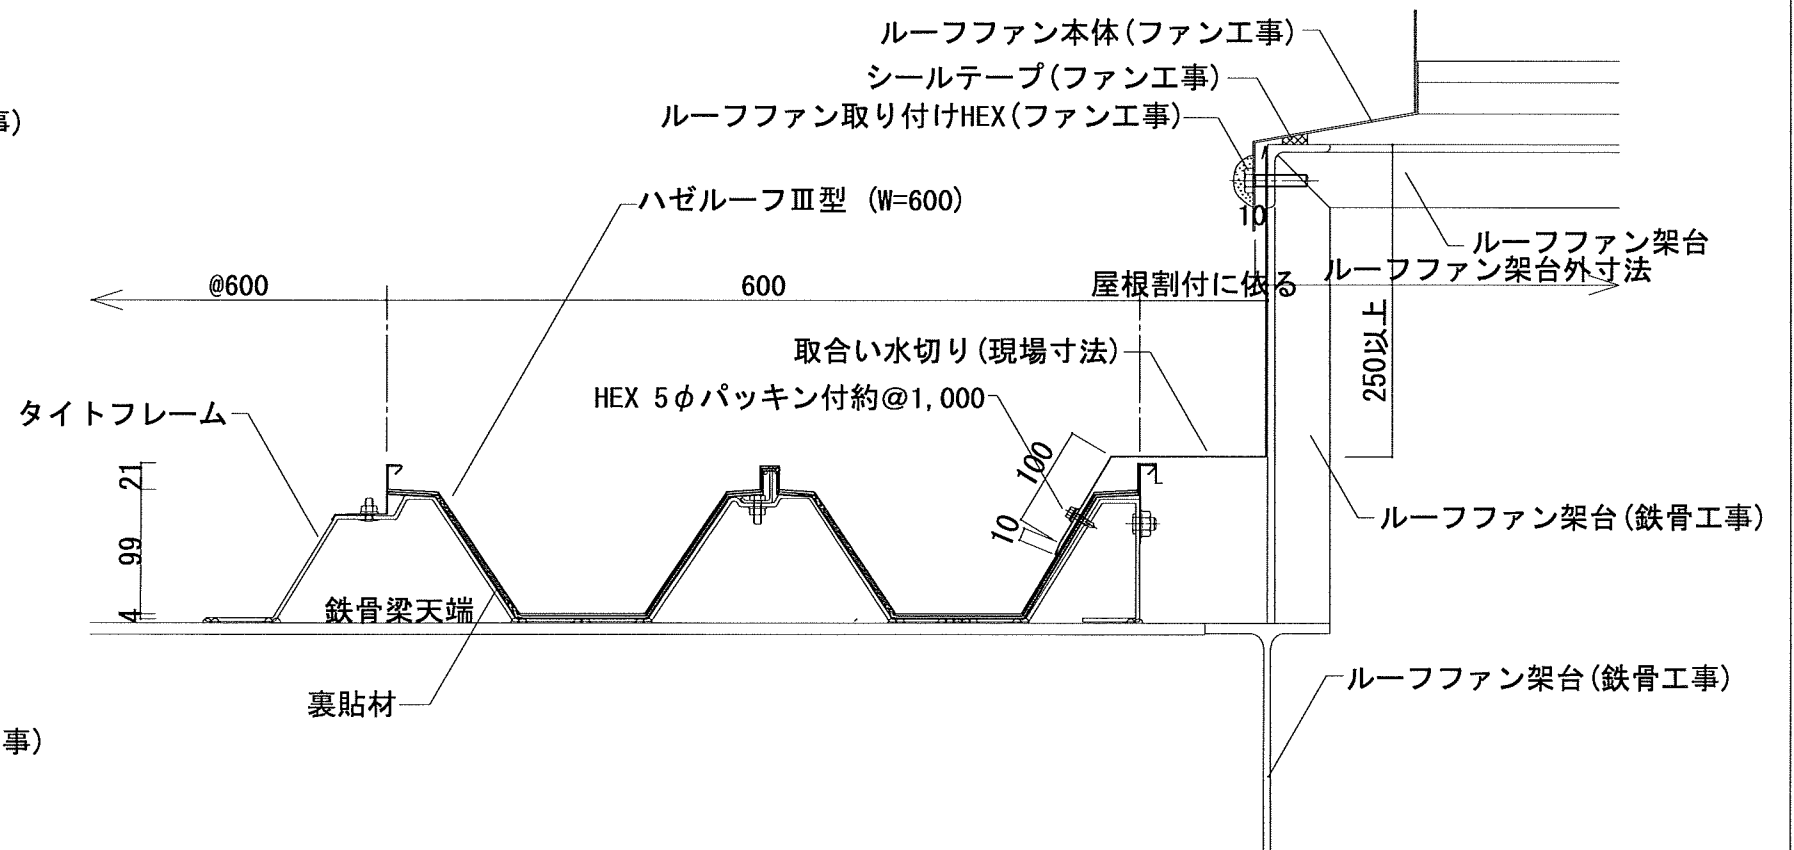 ルーフファン本体(ファン工事)
シールテープ(ファン工事)
ルーフファン取り付けHEX(ファン工事)
事)
ハゼルーフⅢ型 (W=600)
10
ルーフファン架台
ルーフファン架台外寸法
@600
600
屋根割付に依る
250以上
取合い水切り(現場寸法)
HEX 5φパッキン付約@1,000
タイトフレーム
100
10
21
99
4
ルーフファン架台(鉄骨工事)
鉄骨梁天端
ルーフファン架台(鉄骨工事)
裏貼材
事)